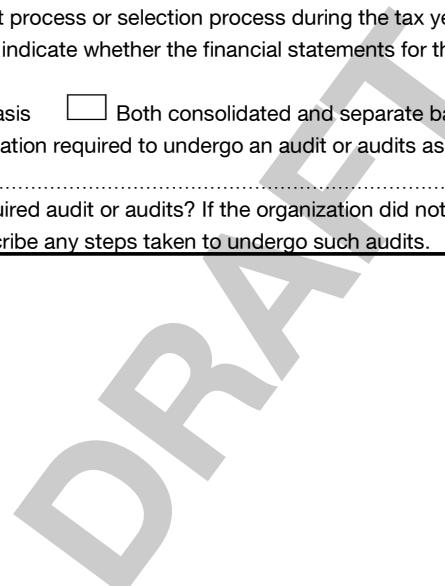 t process or selection process during the tax ye
indicate whether the financial statements for th
asis Both consolidated and separate ba
ation required to undergo an audit or audits as
uired audit or audits? If the organization did not
cribe any steps taken to undergo such audits.
DRAFT